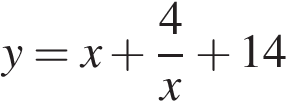 y = x + 4/x + 14